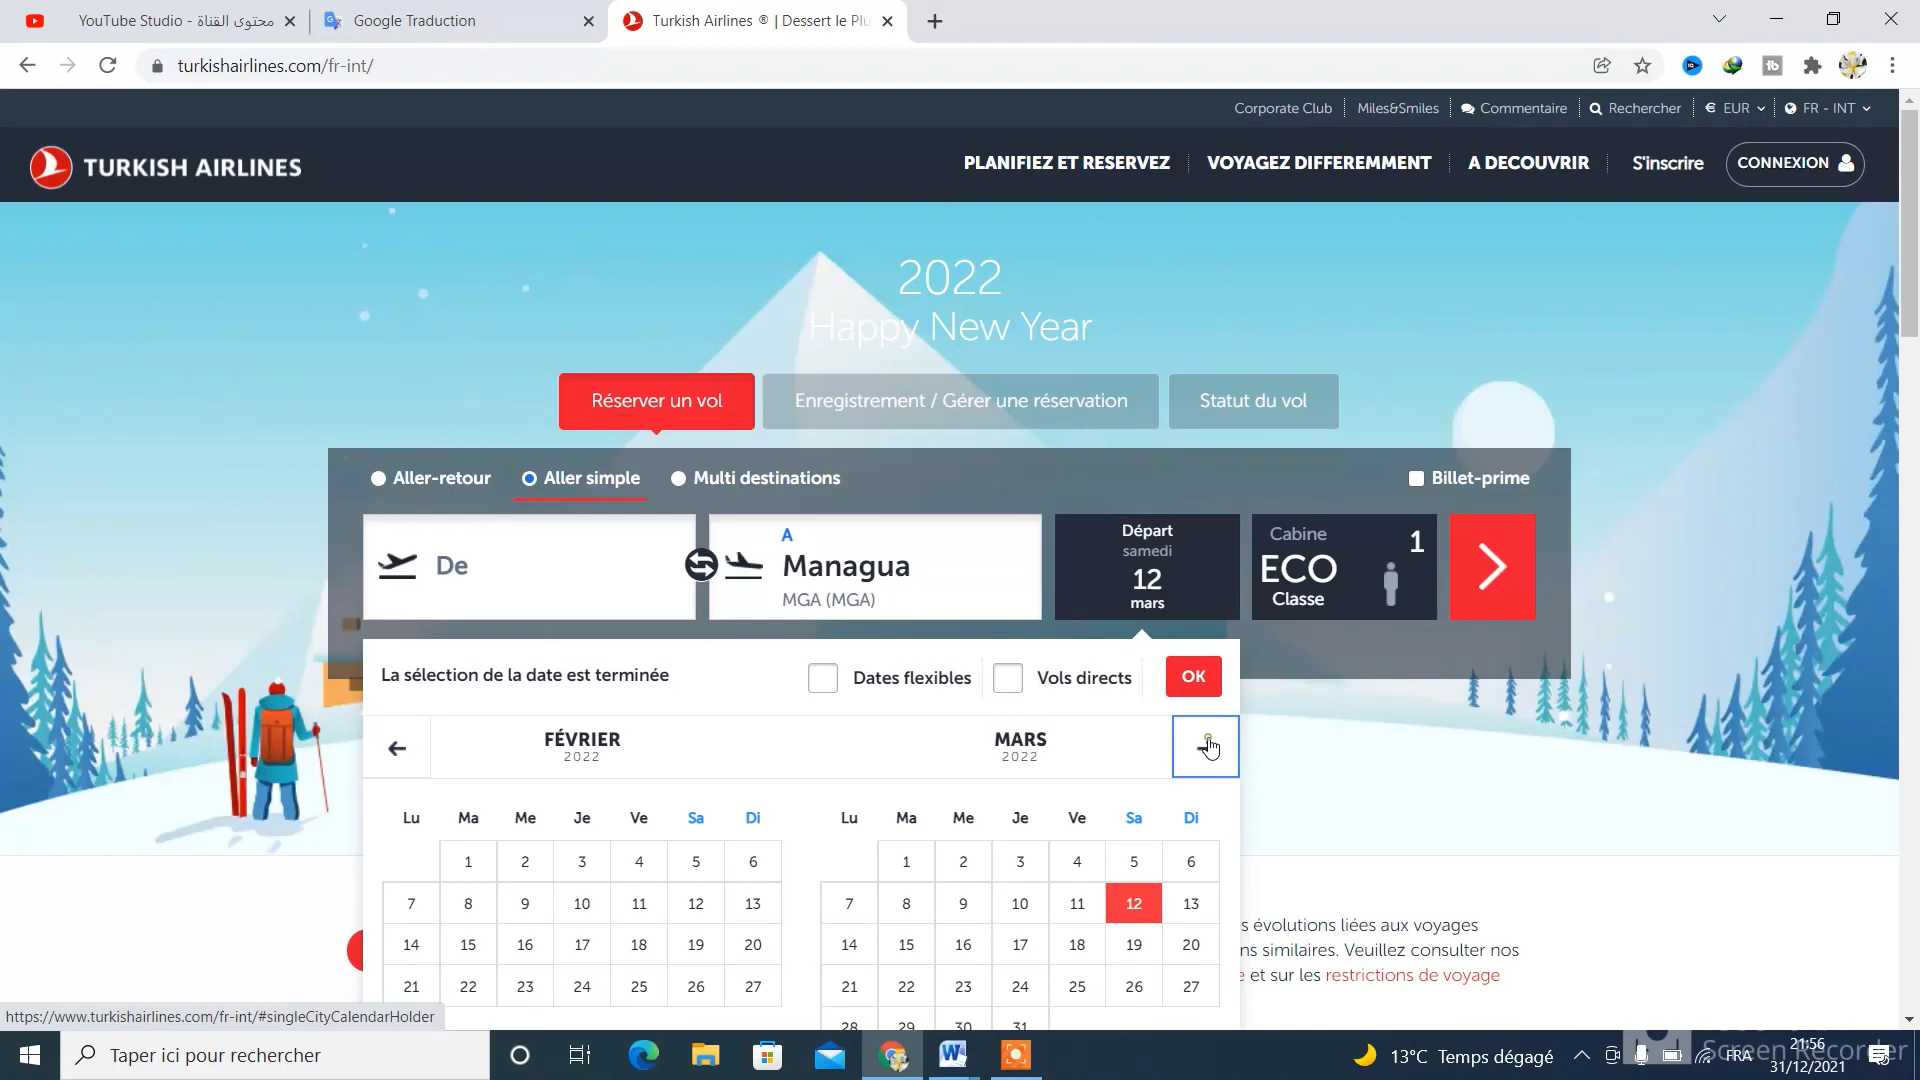 YouTube Studio - محتوى القناة
Google Traduction
Turkish Airlines ® | Dessert le Plu
turkishairlines.com/fr-int/
Corporate Club
Miles&Smiles
Commentaire
Rechercher
€ EUR
FR - INT
TURKISH AIRLINES
PLANIFIEZ ET RESERVEZ
VOYAGEZ DIFFEREMMENT
A DECOUVRIR
S'inscrire
CONNEXION
2022
Happy New Year
Réserver un vol
Enregistrement / Gérer une réservation
Statut du vol
Aller-retour
Aller simple
Multi destinations
Billet-prime
De
A
Managua
MGA (MGA)
Départ
samedi
12
mars
Cabine
ECO
Classe
1
La sélection de la date est terminée
Dates flexibles
Vols directs
OK
FÉVRIER
2022
MARS
2022
Lu Ma Me Je Ve Sa Di
1 2 3 4 5 6
7 8 9 10 11 12 13
14 15 16 17 18 19 20
21 22 23 24 25 26 27
Lu Ma Me Je Ve Sa Di
1 2 3 4 5 6
7 8 9 10 11 12 13
14 15 16 17 18 19 20
21 22 23 24 25 26 27
28 29 30 31
s évolutions liées aux voyages
ns similaires. Veuillez consulter nos
e et sur les restrictions de voyage
https://www.turkishairlines.com/fr-int/#singleCityCalendarHolder
Taper ici pour rechercher
13°C Temps dégagé
FRA
21:56
31/12/2021
Screen Recorder